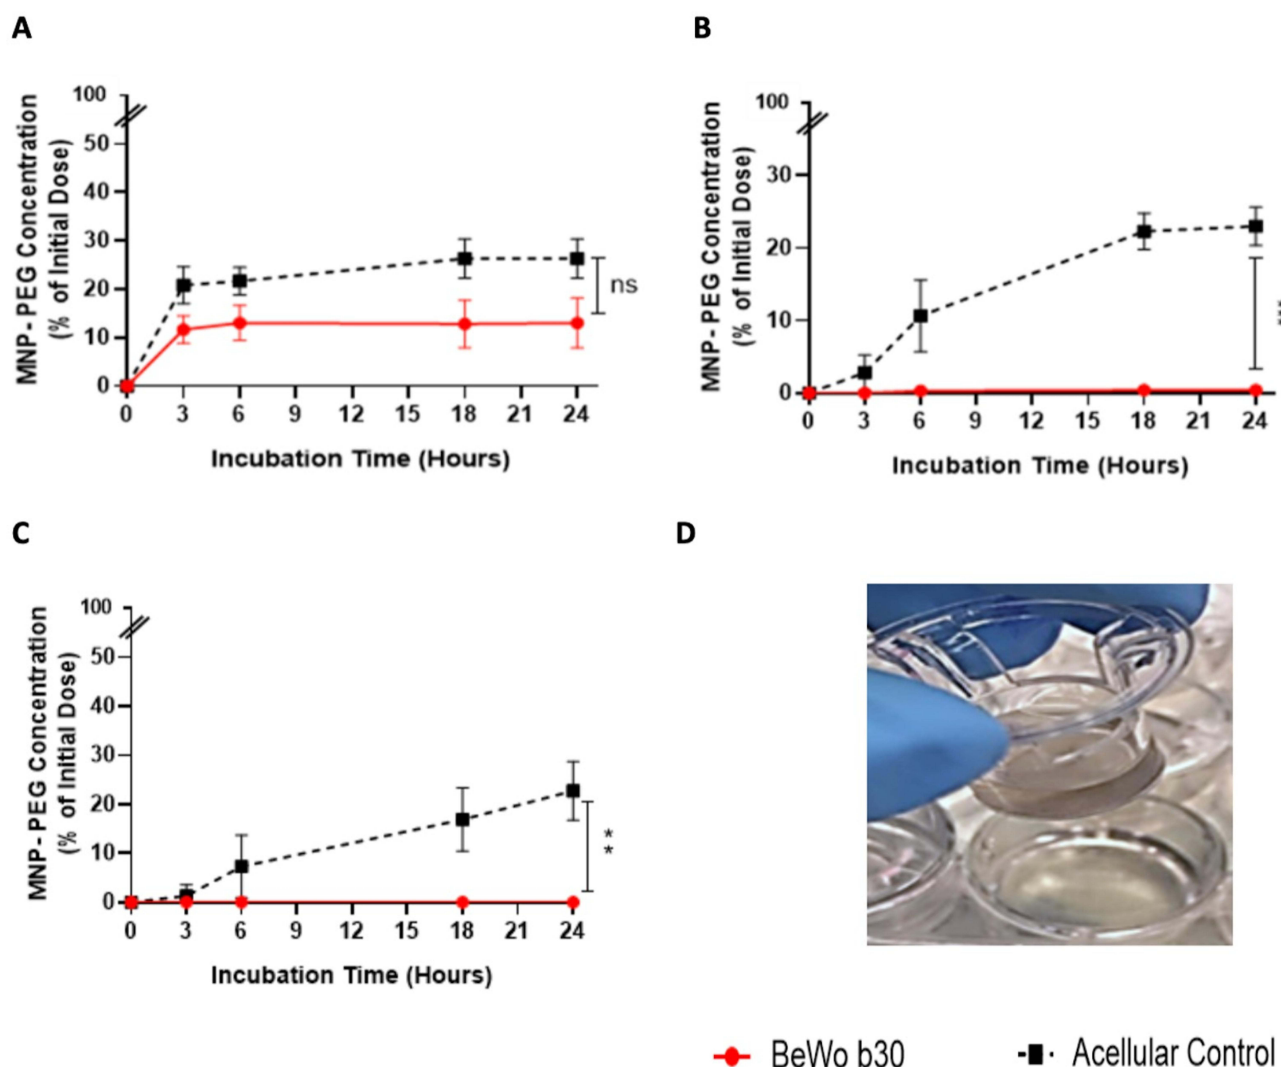 A
MNP - PEG Concentration
(% of Initial Dose)
100
50
40
30
20
10
0
0 3 6 9 12 15 18 21 24
ns
Incubation Time (Hours)
B
MNP - PEG Concentration
(% of Initial Dose)
100
30
20
10
0
0 3 6 9 12 15 18 21 24
Incubation Time (Hours)
C
MNP - PEG Concentration
(% of Initial Dose)
100
50
40
30
20
10
0
0 3 6 9 12 15 18 21 24
**
Incubation Time (Hours)
D
BeWo b30
Acellular Control